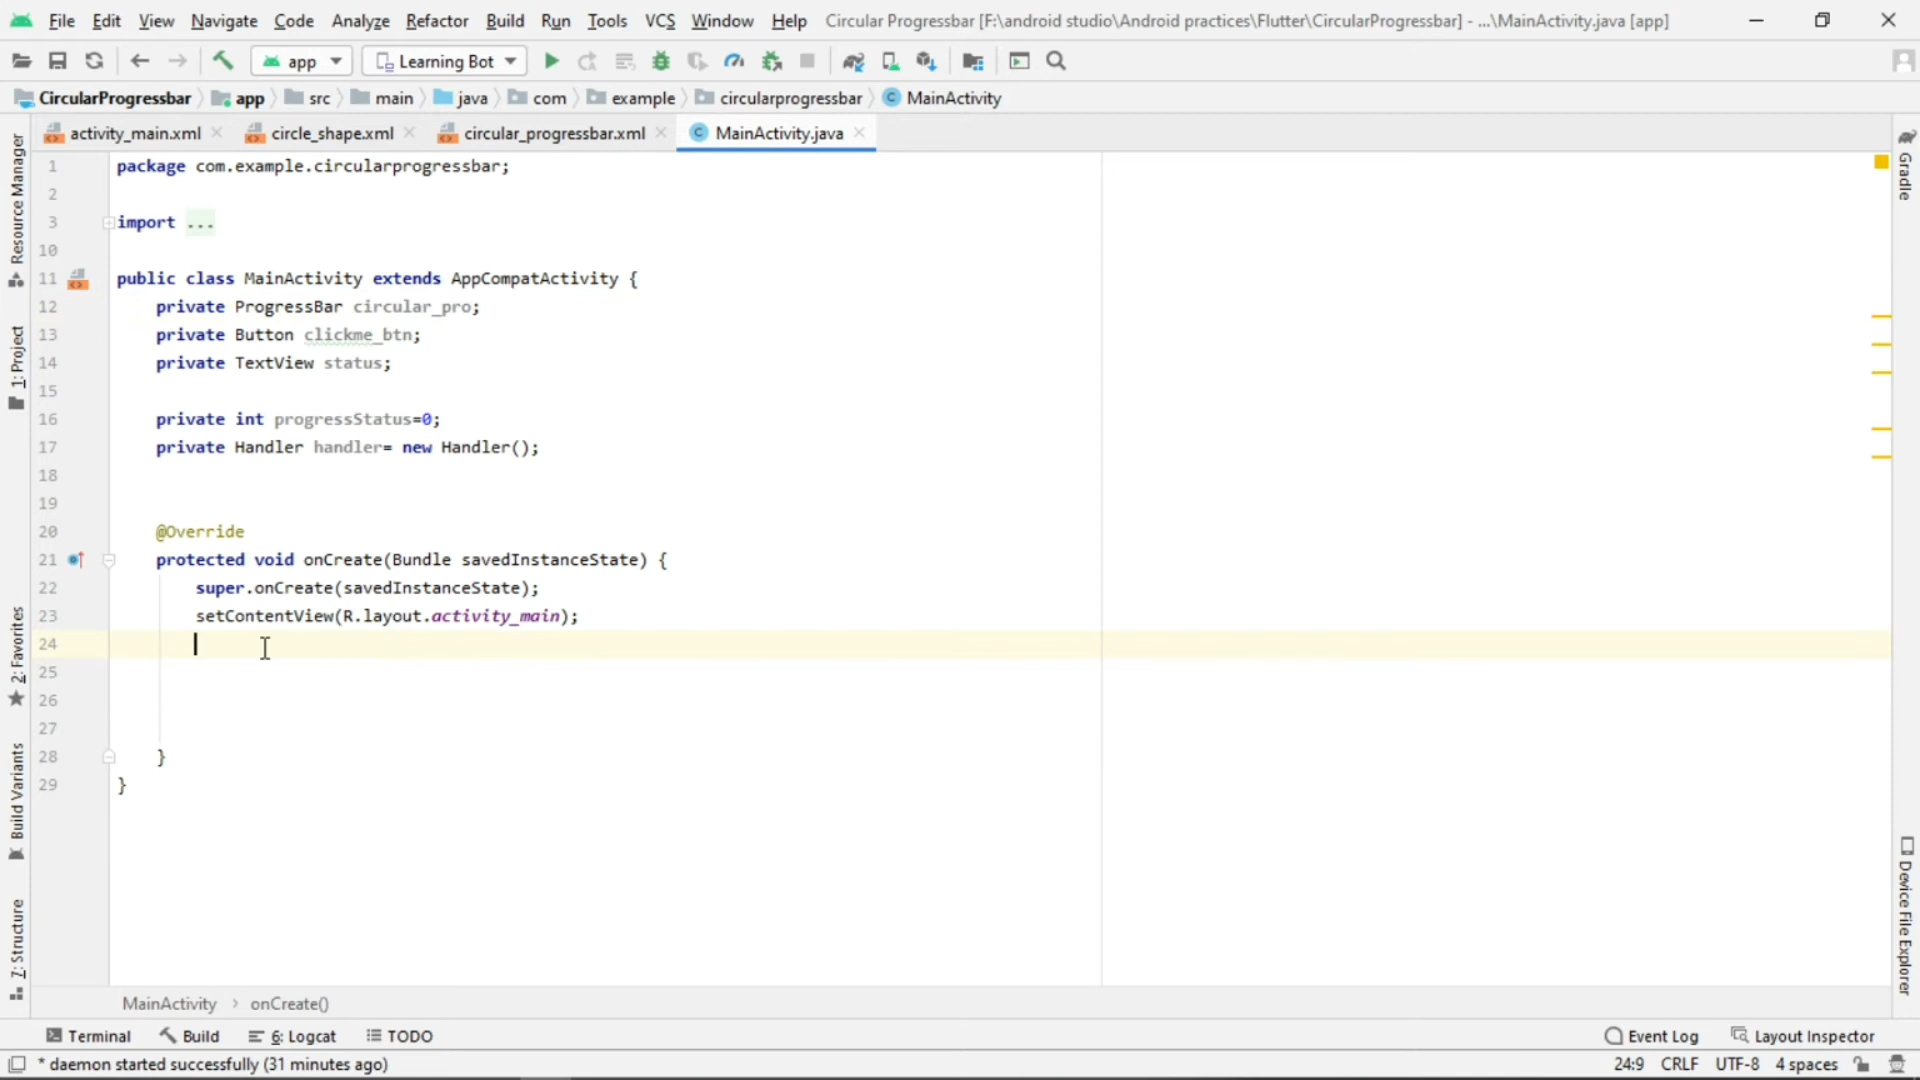 File Edit View Navigate Code Analyze Refactor Build Run Tools VCS Window Help Circular Progressbar [F:\android studio\Android practices\Flutter\CircularProgressbar] - ...\MainActivity.java [app]
app Learning Bot
CircularProgressbar app src main java com example circularprogressbar MainActivity
activity_main.xml circle_shape.xml circular_progressbar.xml MainActivity.java
1 package com.example.circularprogressbar;
2
3 import ...
10
11 public class MainActivity extends AppCompatActivity {
12 private ProgressBar circular_pro;
13 private Button clickme_btn;
14 private TextView status;
15
16 private int progressStatus=0;
17 private Handler handler= new Handler();
18
19
20 @Override
21 protected void onCreate(Bundle savedInstanceState) {
22 super.onCreate(savedInstanceState);
23 setContentView(R.layout.activity_main);
24
25
26
27
28 }
29 }
Resource Manager
1: Project
2: Favorites
Build Variants
7: Structure
Gradle
Device File Explorer
MainActivity › onCreate()
Terminal Build 6: Logcat TODO Event Log Layout Inspector
* daemon started successfully (31 minutes ago) 24:9 CRLF UTF-8 4 spaces